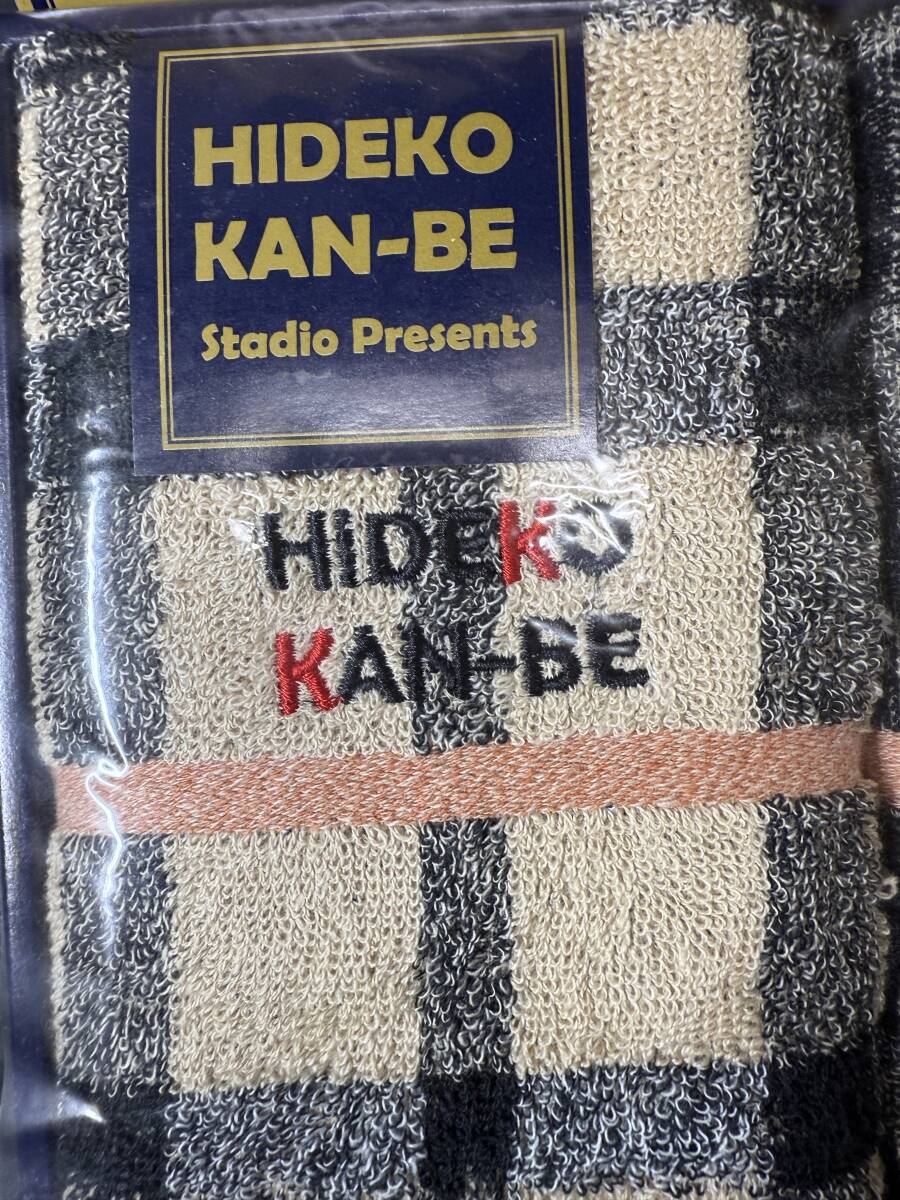 HIDEKO
KAN-BE
Stadio Presents
HiDEKO
KAN-BE